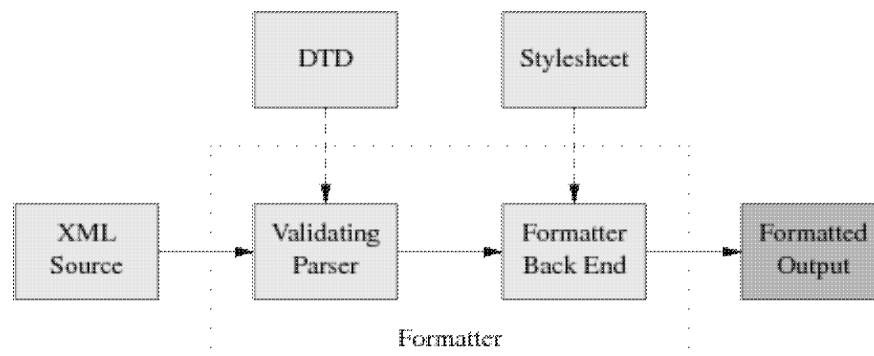 DTD
Stylesheet
XML
Source
Validating
Parser
Formatter
Back End
Formatted
Output
Formatter